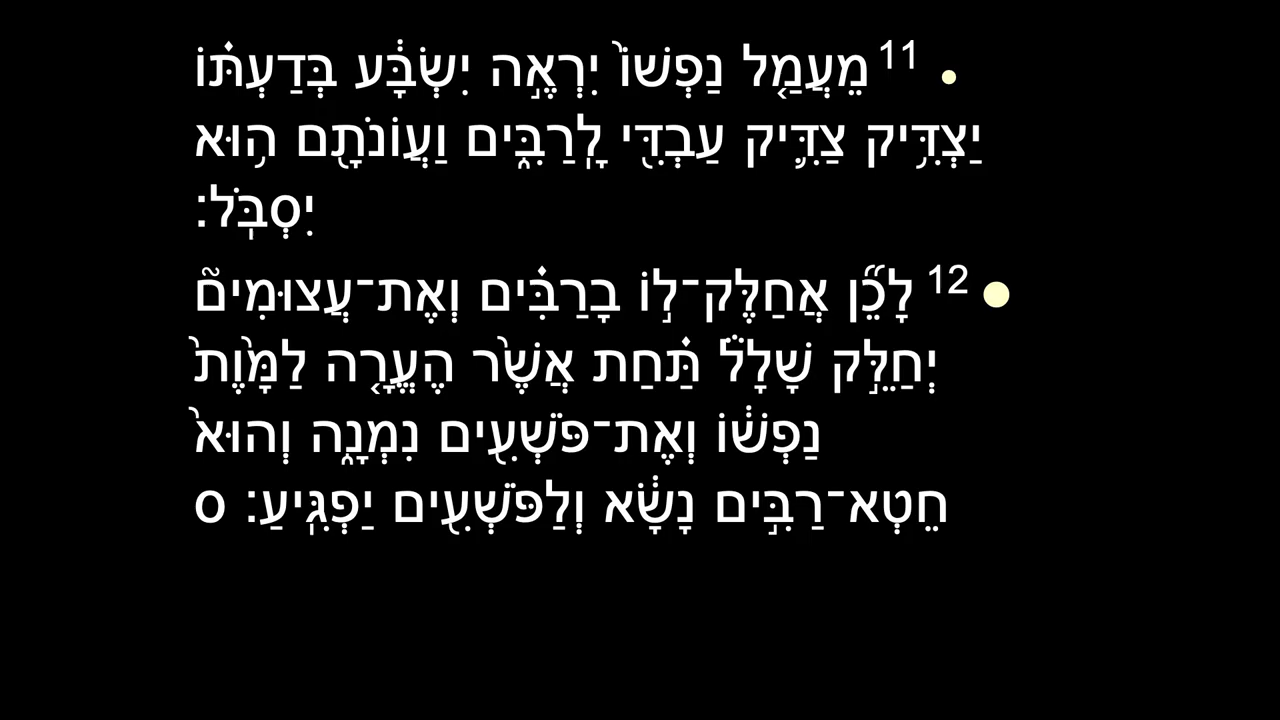 11 מֵעֲמַ֤ל נַפְשׁוֹ֙ יִרְאֶ֣ה יִשְׂבָּ֔ע בְּדַעְתּ֗וֹ
יַצְדִּ֥יק צַדִּ֛יק עַבְדִּ֖י לָֽרַבִּ֑ים וַעֲוֺנֹתָ֖ם ה֥וּא
יִסְבֹּֽל׃
12 לָכֵ֞ן אֲחַלֶּק־ל֣וֹ בָרַבִּ֗ים וְאֶת־עֲצוּמִים֮
יְחַלֵּ֣ק שָׁלָל֒ תַּ֗חַת אֲשֶׁ֨ר הֶעֱרָ֤ה לַמָּ֙וֶת֙
נַפְשׁ֔וֹ וְאֶת־פֹּשְׁעִ֖ים נִמְנָ֑ה וְהוּא֙
חֵטְא־רַבִּ֣ים נָשָׂ֔א וְלַפֹּשְׁעִ֖ים יַפְגִּֽיעַ׃ ס